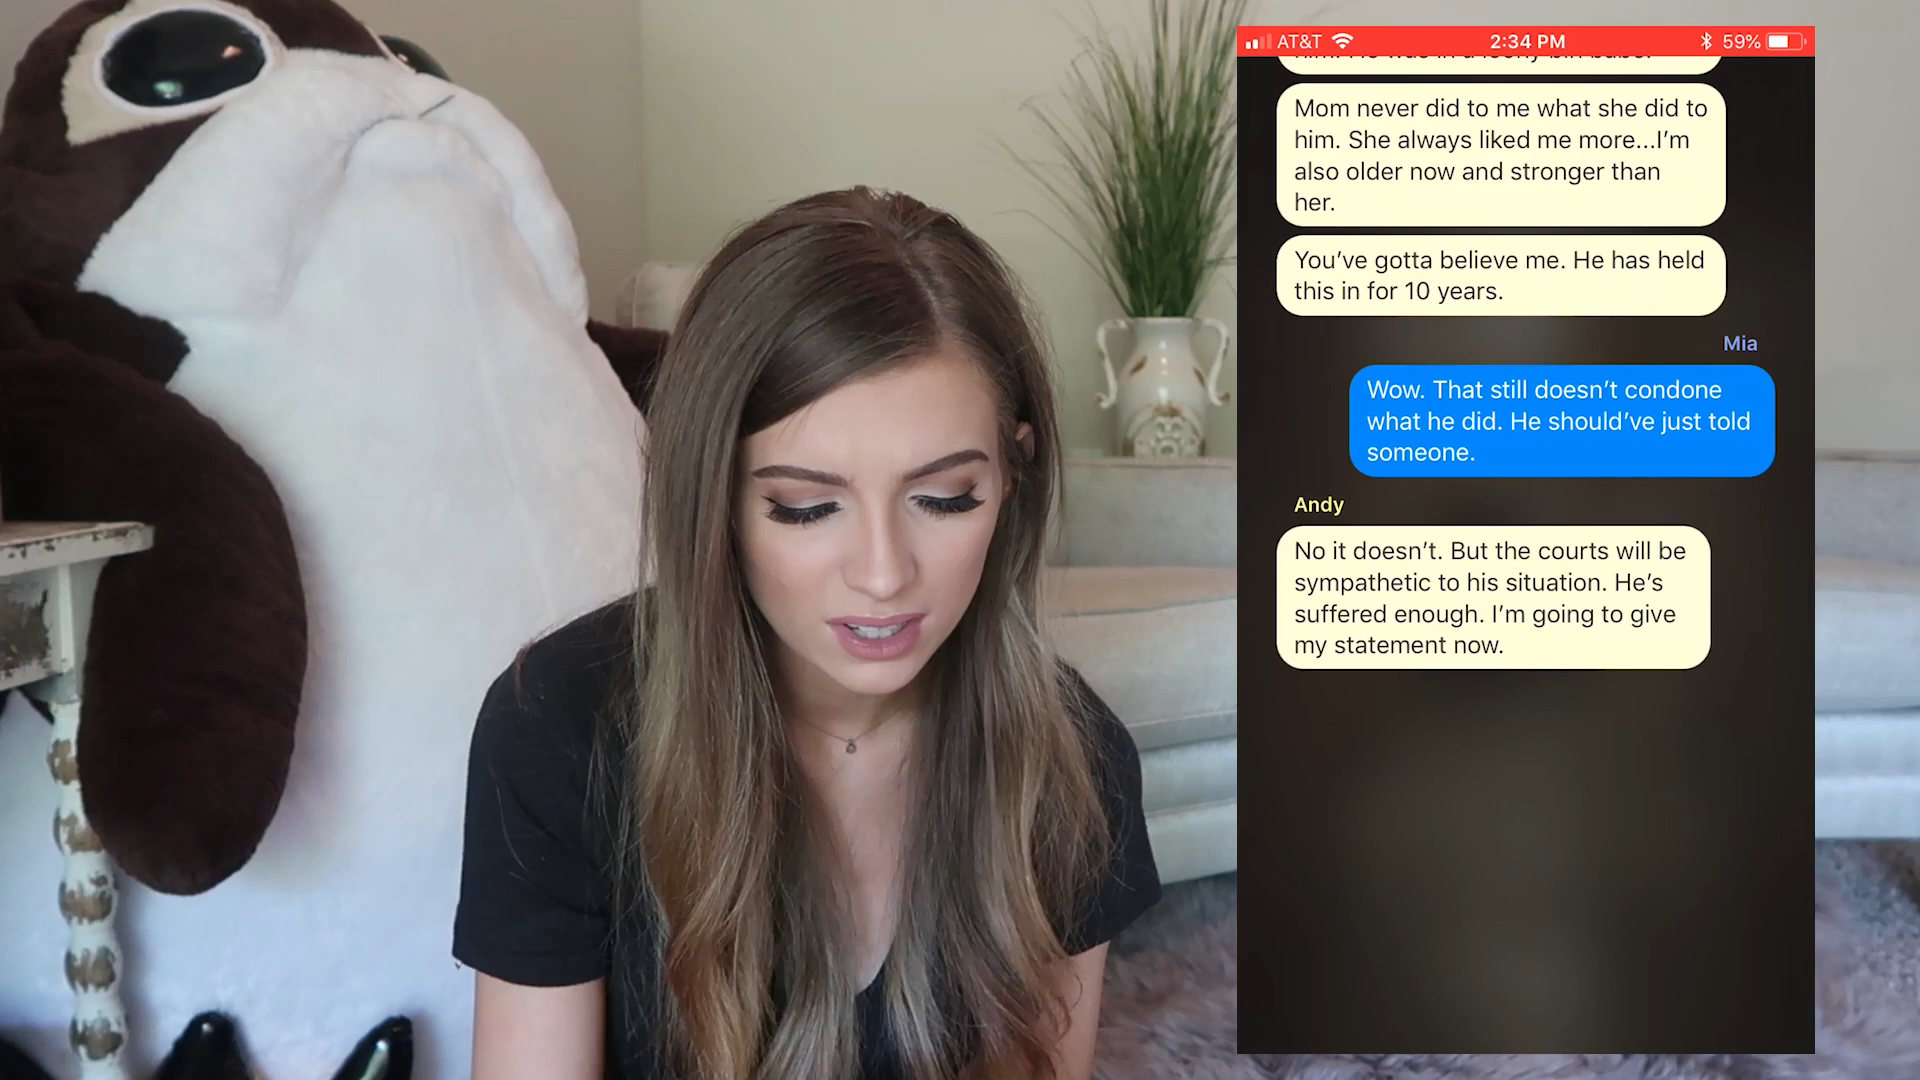 AT&T 2:34 PM 59%
Mom never did to me what she did to
him. She always liked me more...I'm
also older now and stronger than
her.
You've gotta believe me. He has held
this in for 10 years.
Mia
Wow. That still doesn't condone
what he did. He should've just told
someone.
Andy
No it doesn't. But the courts will be
sympathetic to his situation. He's
suffered enough. I'm going to give
my statement now.